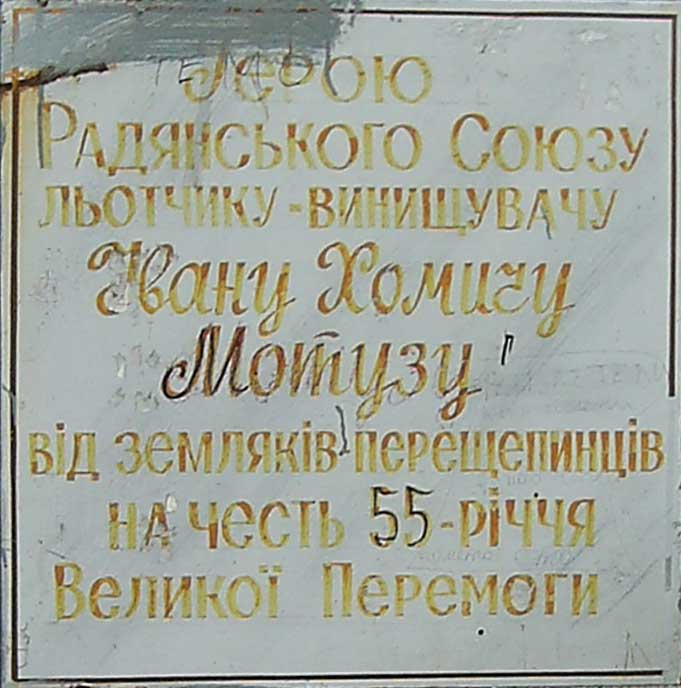 Герою
Радянського Союзу
льотчику-винищувачу
Івану Хомичу
Мотузу
від земляків перещепинців
на честь 55-річчя
Великої Перемоги